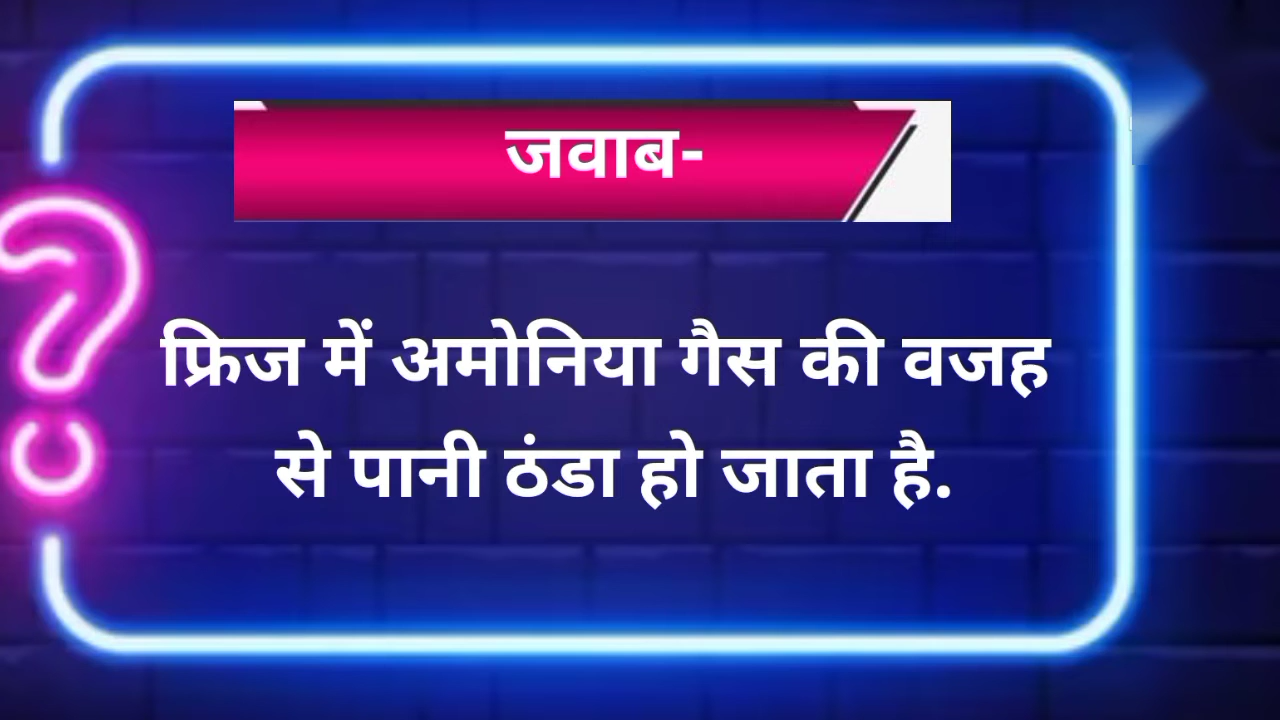 जवाब-
फ्रिज में अमोनिया गैस की वजह
से पानी ठंडा हो जाता है.